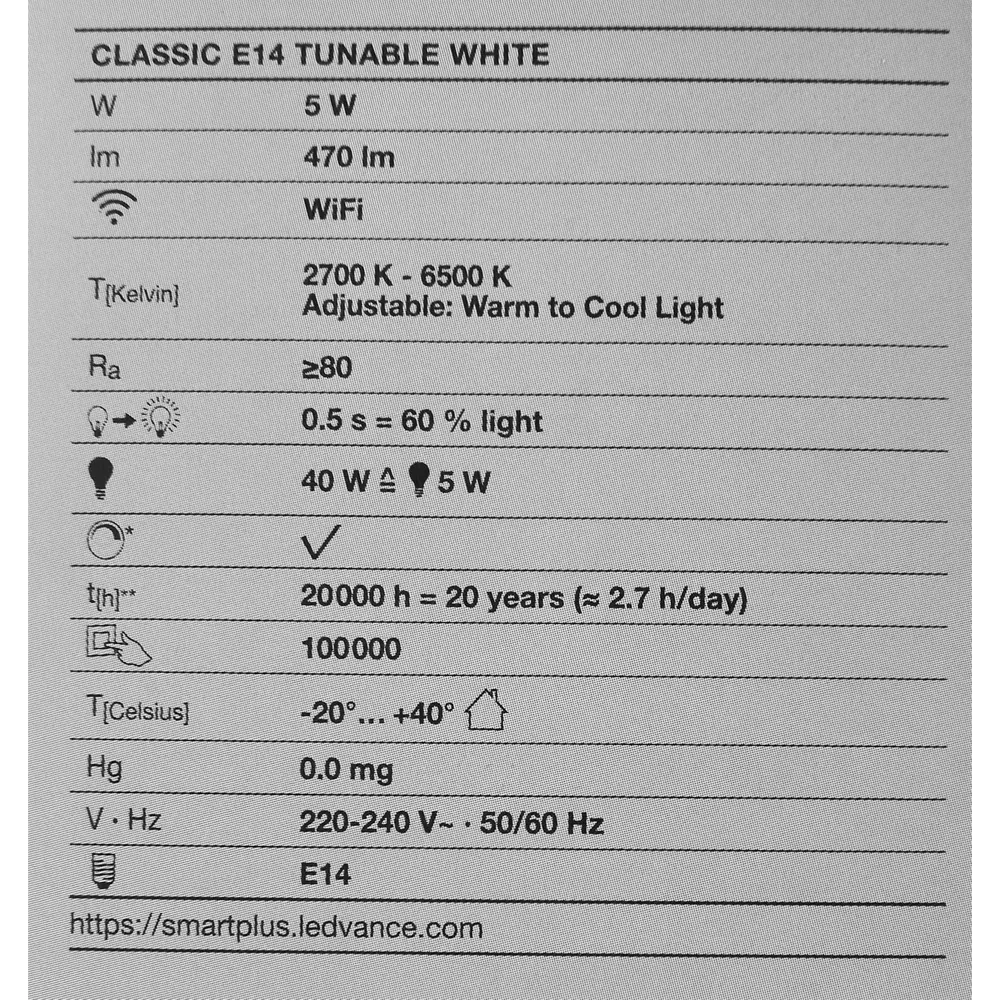 CLASSIC E14 TUNABLE WHITE
W 5 W
lm 470 lm
WiFi
T[Kelvin] 2700 K - 6500 K
Adjustable: Warm to Cool Light
Ra ≥80
0.5 s = 60 % light
40 W ≙ 5 W
* ✓
t[h]** 20000 h = 20 years (≈ 2.7 h/day)
100000
T[Celsius] -20°... +40°
Hg 0.0 mg
V · Hz 220-240 V~ · 50/60 Hz
E14
https://smartplus.ledvance.com